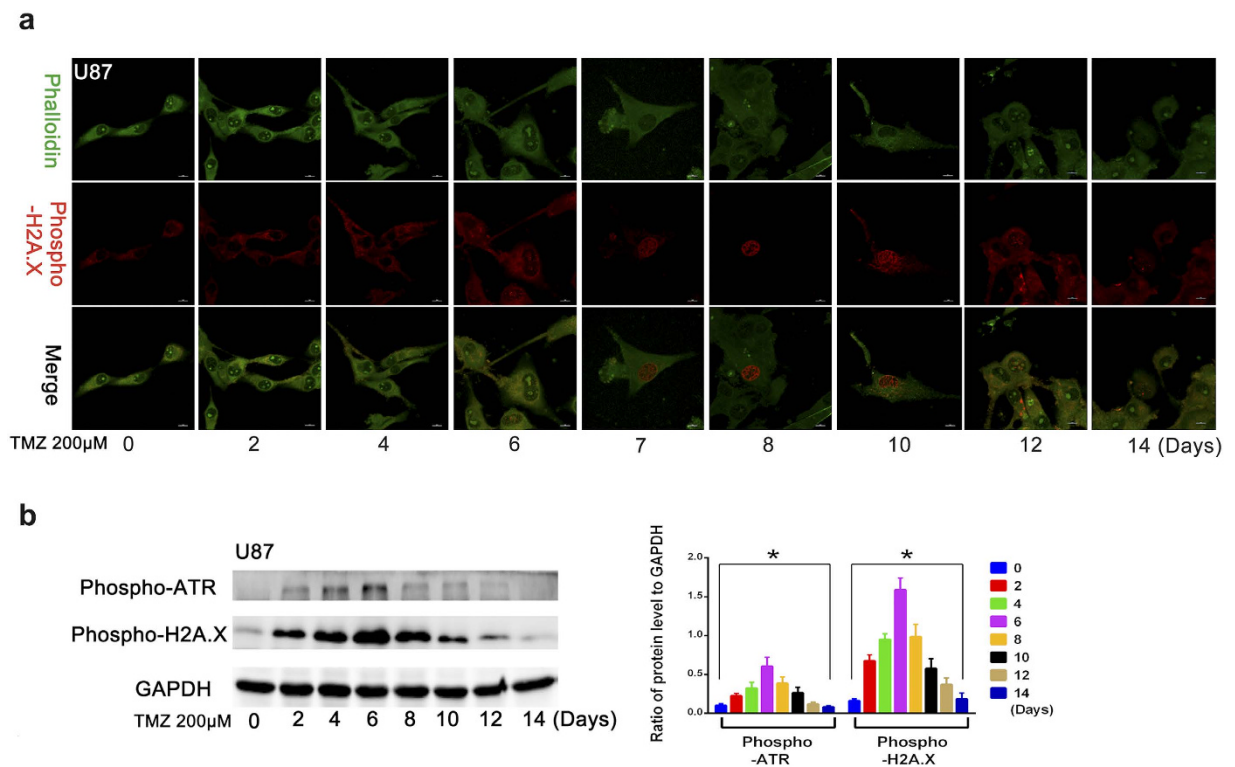 a
U87
Phalloidin
Phospho
-H2A.X
Merge
TMZ 200μM 0 2 4 6 7 8 10 12 14 (Days)
b
U87
Phospho-ATR
Phospho-H2A.X
GAPDH
TMZ 200μM 0 2 4 6 8 10 12 14 (Days)
Ratio of protein level to GAPDH
2.0
1.5
1.0
0.5
0.0
* *
Phospho
-ATR
Phospho
-H2A.X
0
2
4
6
8
10
12
14
(Days)